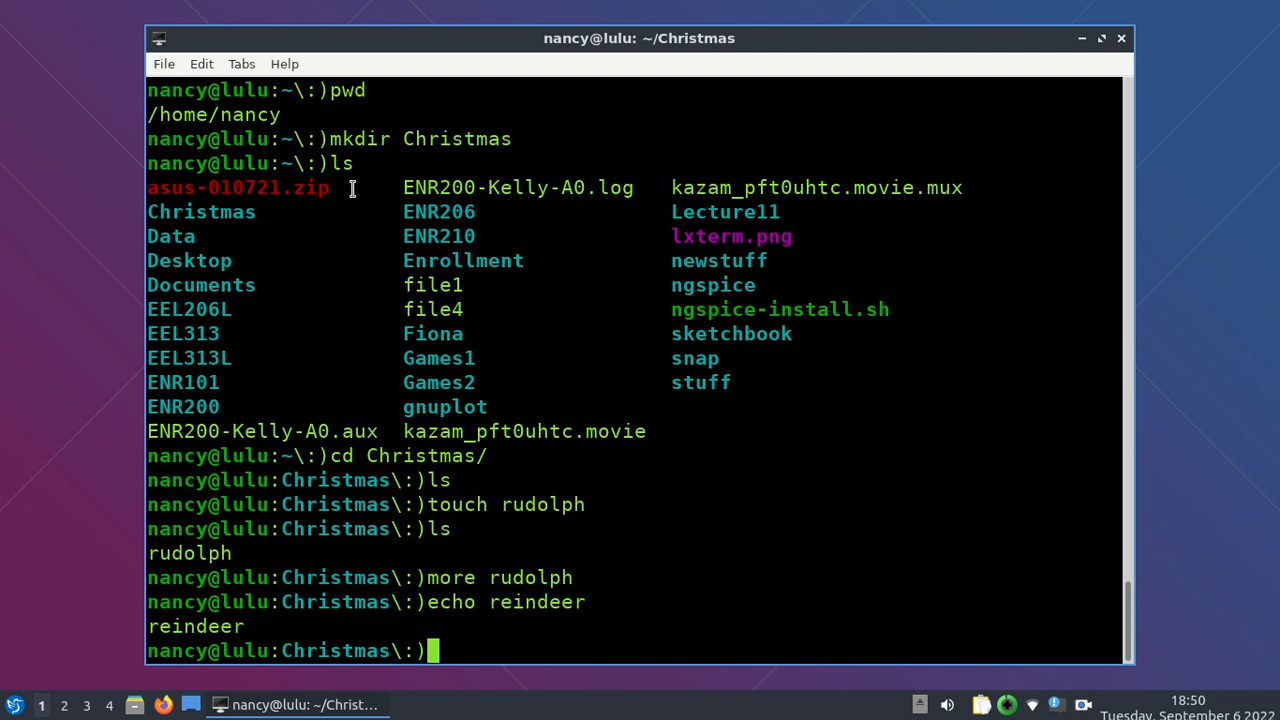 nancy@lulu: ~/Christmas
File Edit Tabs Help
nancy@lulu:~\:)pwd
/home/nancy
nancy@lulu:~\:)mkdir Christmas
nancy@lulu:~\:)ls
asus-010721.zip ENR200-Kelly-A0.log kazam_pft0uhtc.movie.mux
Christmas ENR206 Lecture11
Data ENR210 lxterm.png
Desktop Enrollment newstuff
Documents file1 ngspice
EEL206L file4 ngspice-install.sh
EEL313 Fiona sketchbook
EEL313L Games1 snap
ENR101 Games2 stuff
ENR200 gnuplot
ENR200-Kelly-A0.aux kazam_pft0uhtc.movie
nancy@lulu:~\:)cd Christmas/
nancy@lulu:Christmas\:)ls
nancy@lulu:Christmas\:)touch rudolph
nancy@lulu:Christmas\:)ls
rudolph
nancy@lulu:Christmas\:)more rudolph
nancy@lulu:Christmas\:)echo reindeer
reindeer
nancy@lulu:Christmas\:)
1 2 3 4 nancy@lulu: ~/Christ... 18:50
Tuesday, September 6 2022